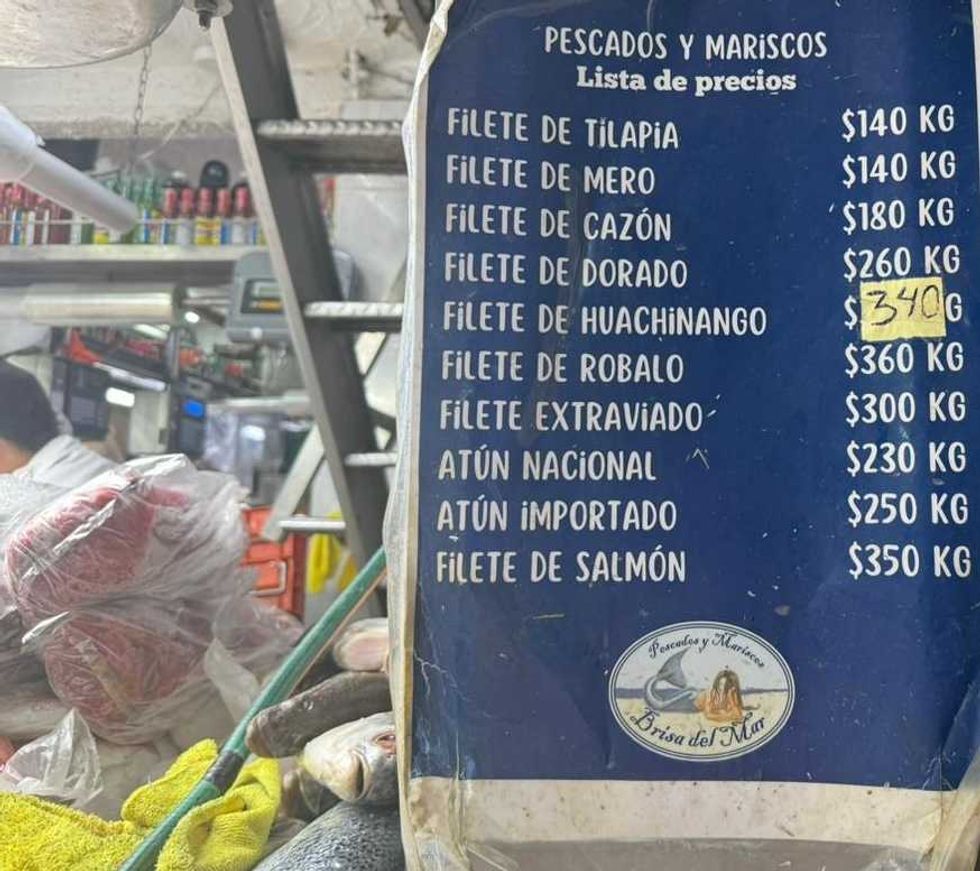 PESCADOS Y MARiSCOS
Lista de precios
FiLETE DE TiLAPiA $140 KG
FiLETE DE MERO $140 KG
FiLETE DE CAZÓN $180 KG
FiLETE DE DORADO $260 KG
FiLETE DE HUACHiNANGO $340 G
FiLETE DE ROBALO $360 KG
FiLETE EXTRAViADO $300 KG
ATÚN NACiONAL $230 KG
ATÚN iMPORTADO $250 KG
FiLETE DE SALMÓN $350 KG
Pescados y Mariscos
Brisa del Mar